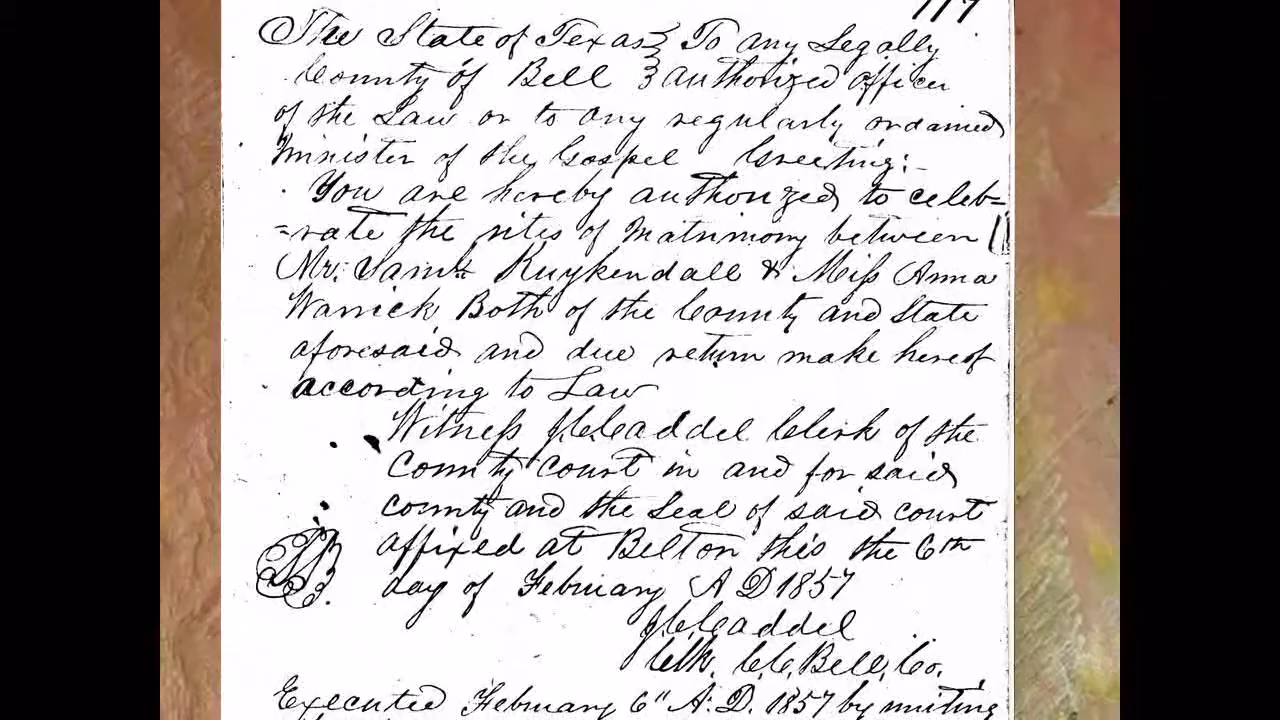 The State of Texas } To any Legally
County of Bell } authorized officer
of the Law or to any regularly ordained
Minister of the Gospel Greeting:-
You are hereby authorized to celeb=
=rate the rites of Matrimony between
Mr. Saml. Kuykendall & Miss Anna
Warrick Both of the County and State
aforesaid and due return make hereof
according to Law
Witness J.C. Caddel Clerk of the
County court in and for said
county and the Seal of said court
affixed at Belton this the 6th
day of February A D 1857
J.C. Caddel
Clk. C.C. Bell, Co.
Executed February 6" A.D. 1857 by uniting